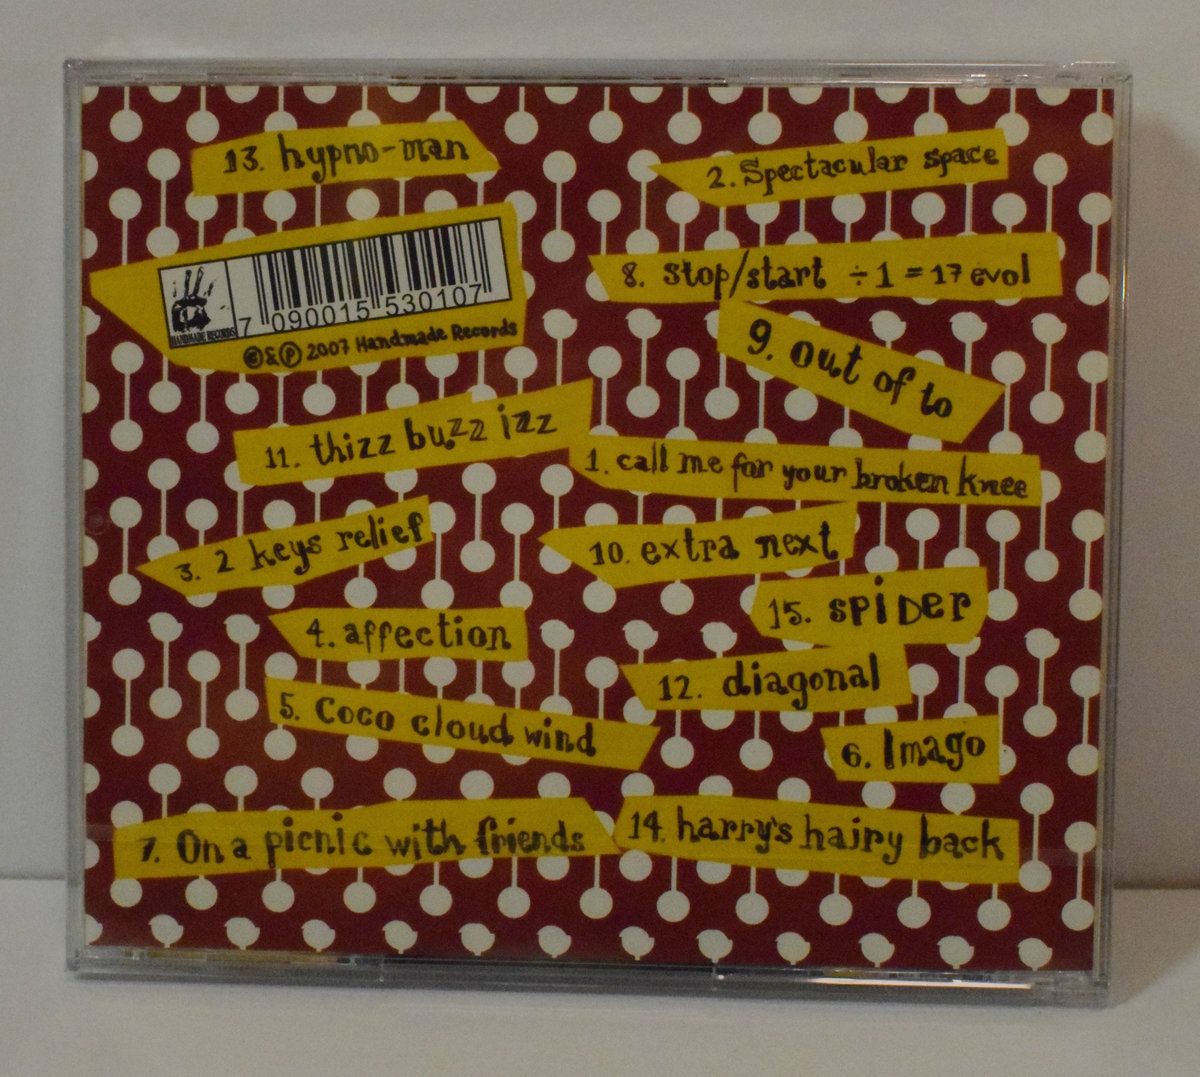 13. hypno-man
2. Spectacular space
HANDMADE RECORDS
7 090015 530107
© & ℗ 2007 Handmade Records
8. stop/start ÷ 1 = 17 evol
9. out of to
11. thizz buzz izz
1. call me for your broken knee
3. 2 keys relief
10. extra next
15. spider
4. affection
12. diagonal
5. Coco cloud wind
6. Imago
7. On a picnic with friends
14. harry's hairy back